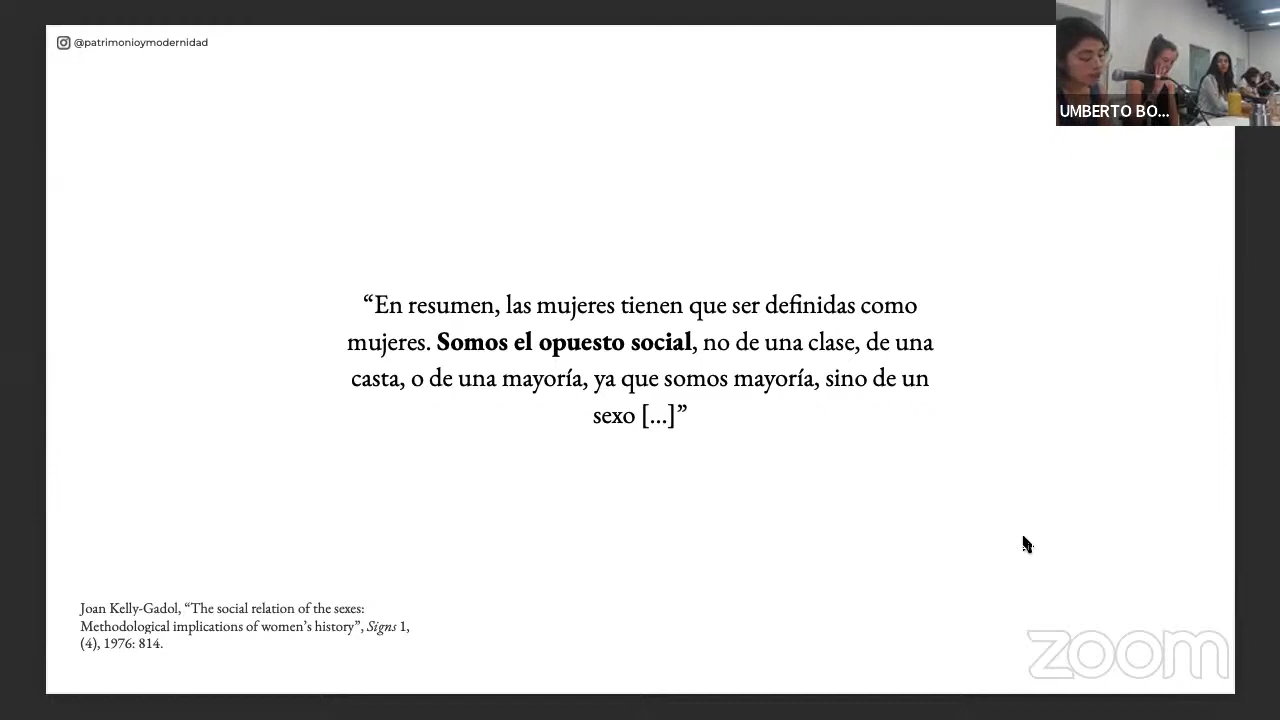 @patrimonioymodernidad
UMBERTO BO...
“En resumen, las mujeres tienen que ser definidas como
mujeres. Somos el opuesto social, no de una clase, de una
casta, o de una mayoría, ya que somos mayoría, sino de un
sexo [...]”
Joan Kelly-Gadol, “The social relation of the sexes:
Methodological implications of women’s history”, Signs 1,
(4), 1976: 814.
zoom